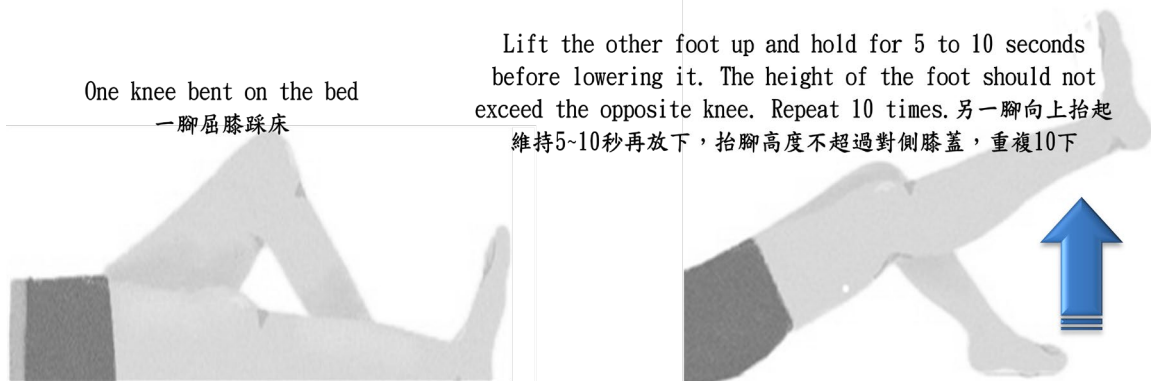 One knee bent on the bed
一腳屈膝踩床
Lift the other foot up and hold for 5 to 10 seconds
before lowering it. The height of the foot should not
exceed the opposite knee. Repeat 10 times.另一腳向上抬起
維持5~10秒再放下，抬腳高度不超過對側膝蓋，重複10下